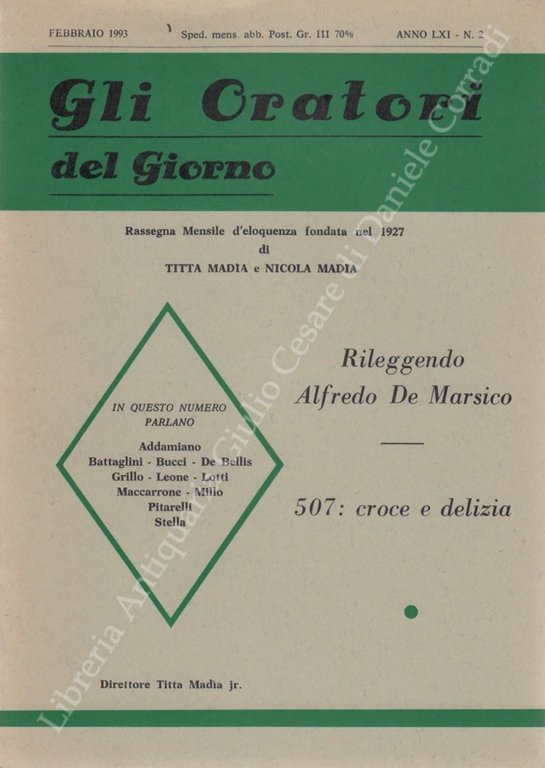 FEBBRAIO 1993 Sped. mens. abb. Post. Gr. III 70% ANNO LXI - N. 2
Gli Oratori
del Giorno
Rassegna Mensile d'eloquenza fondata nel 1927
di
TITTA MADIA e NICOLA MADIA
Rileggendo
Alfredo De Marsico
507: croce e delizia
IN QUESTO NUMERO
PARLANO
Addamiano
Battaglini - Bucci - De Bellis
Grillo - Leone - Lotti
Maccarrone - Milio
Pitarelli
Stella
Direttore Titta Madia jr.
Libreria Antiquaria Giulio Cesare di Daniele Corradi